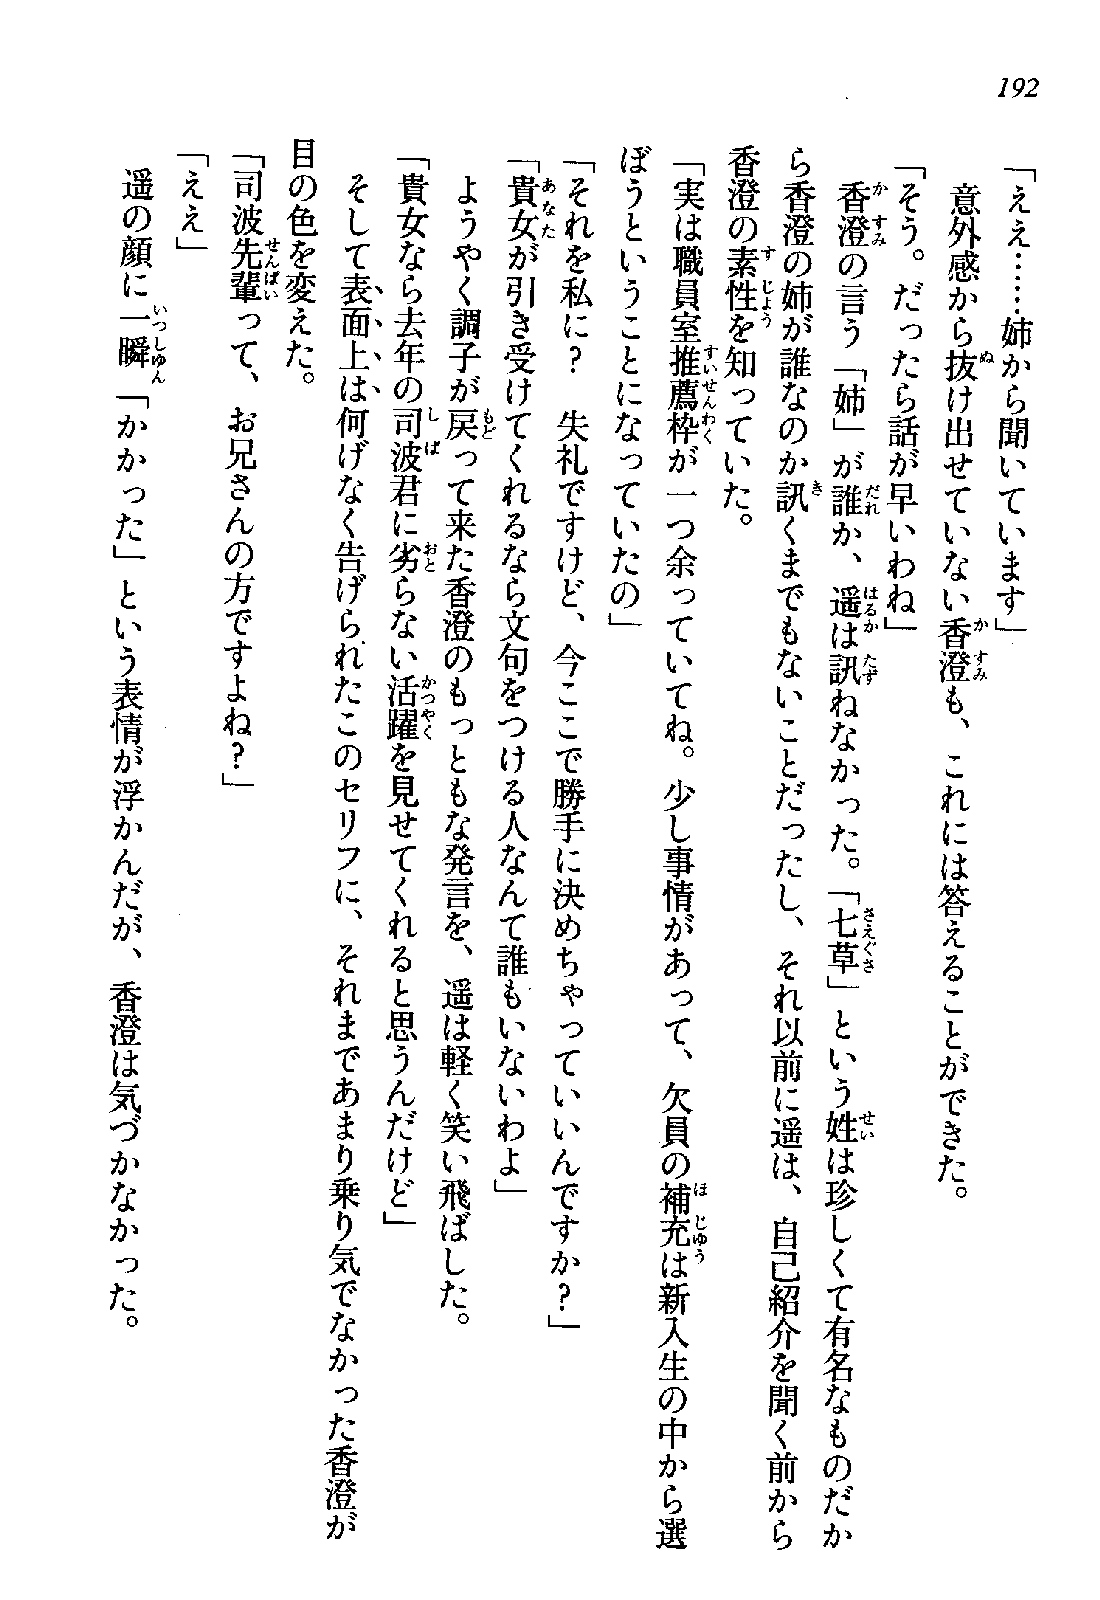 192
「ええ……姉から聞いています」
意外感から抜け出せていない香澄も、これには答えることができた。
「そう。だったら話が早いわね」
香澄の言う「姉」が誰か、遥は訊ねなかった。「七草」という姓は珍しくて有名なものだか
ら香澄の姉が誰なのか訊くまでもないことだったし、それ以前に遥は、自己紹介を聞く前から
香澄の素性を知っていた。
「実は職員室推薦枠が一つ余っていてね。少し事情があって、欠員の補充は新入生の中から選
ぼうということになっていたの」
「それを私に？　失礼ですけど、今ここで勝手に決めちゃっていいんですか？」
「貴女が引き受けてくれるなら文句をつける人なんて誰もいないわよ」
ようやく調子が戻って来た香澄のもっともな発言を、遥は軽く笑い飛ばした。
「貴女なら去年の司波君に劣らない活躍を見せてくれると思うんだけど」
そして表面上は何げなく告げられたこのセリフに、それまであまり乗り気でなかった香澄が
目の色を変えた。
「司波先輩って、お兄さんの方ですよね？」
「ええ」
遥の顔に一瞬「かかった」という表情が浮かんだが、香澄は気づかなかった。